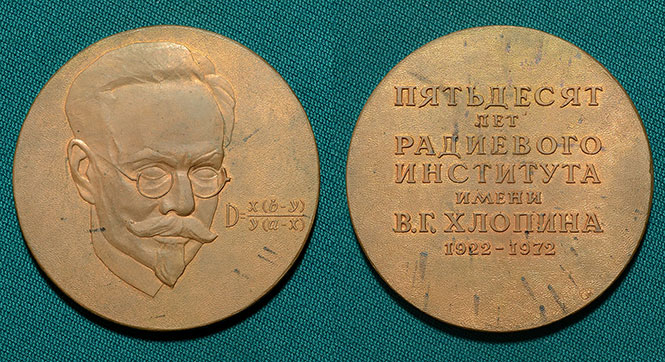 D = x(b-y)
y(a-x)
ПЯТЬДЕСЯТ
ЛЕТ
РАДИЕВОГО
ИНСТИТУТА
ИМЕНИ
В.Г. ХЛОПИНА
1922-1972